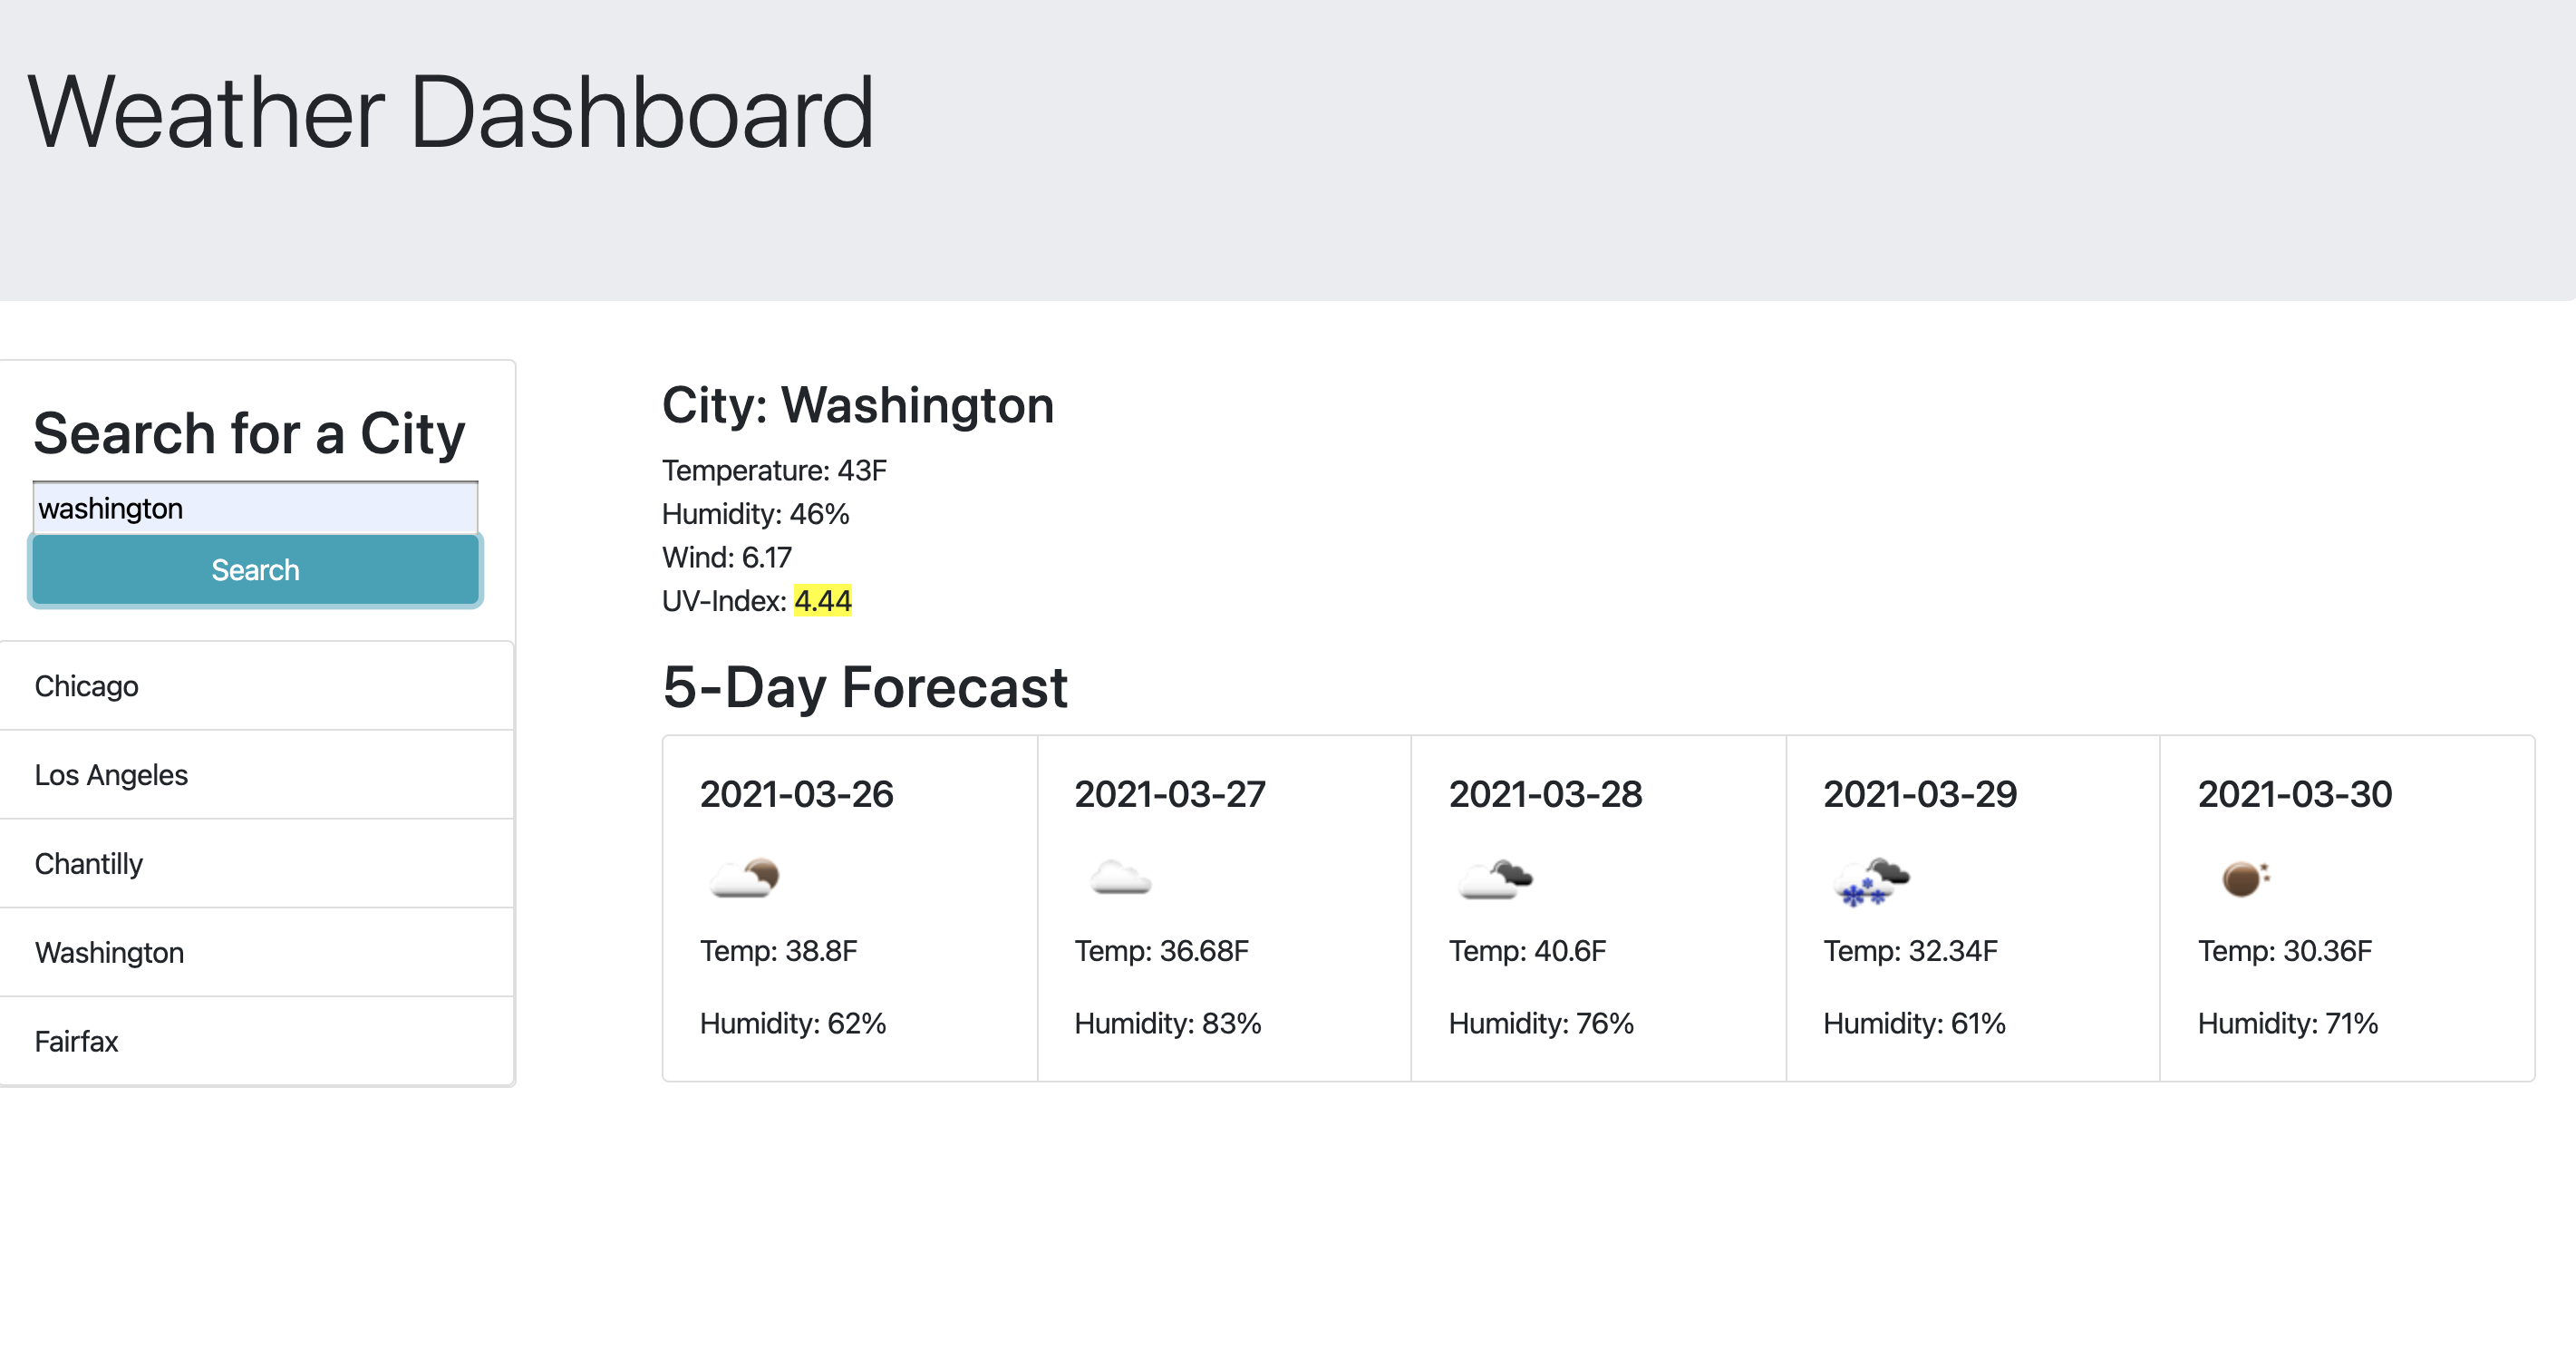 Weather Dashboard
Search for a City
washington
Search
Chicago
Los Angeles
Chantilly
Washington
Fairfax
City: Washington
Temperature: 43F
Humidity: 46%
Wind: 6.17
UV-Index: 4.44
5-Day Forecast
2021-03-26
Temp: 38.8F
Humidity: 62%
2021-03-27
Temp: 36.68F
Humidity: 83%
2021-03-28
Temp: 40.6F
Humidity: 76%
2021-03-29
Temp: 32.34F
Humidity: 61%
2021-03-30
Temp: 30.36F
Humidity: 71%